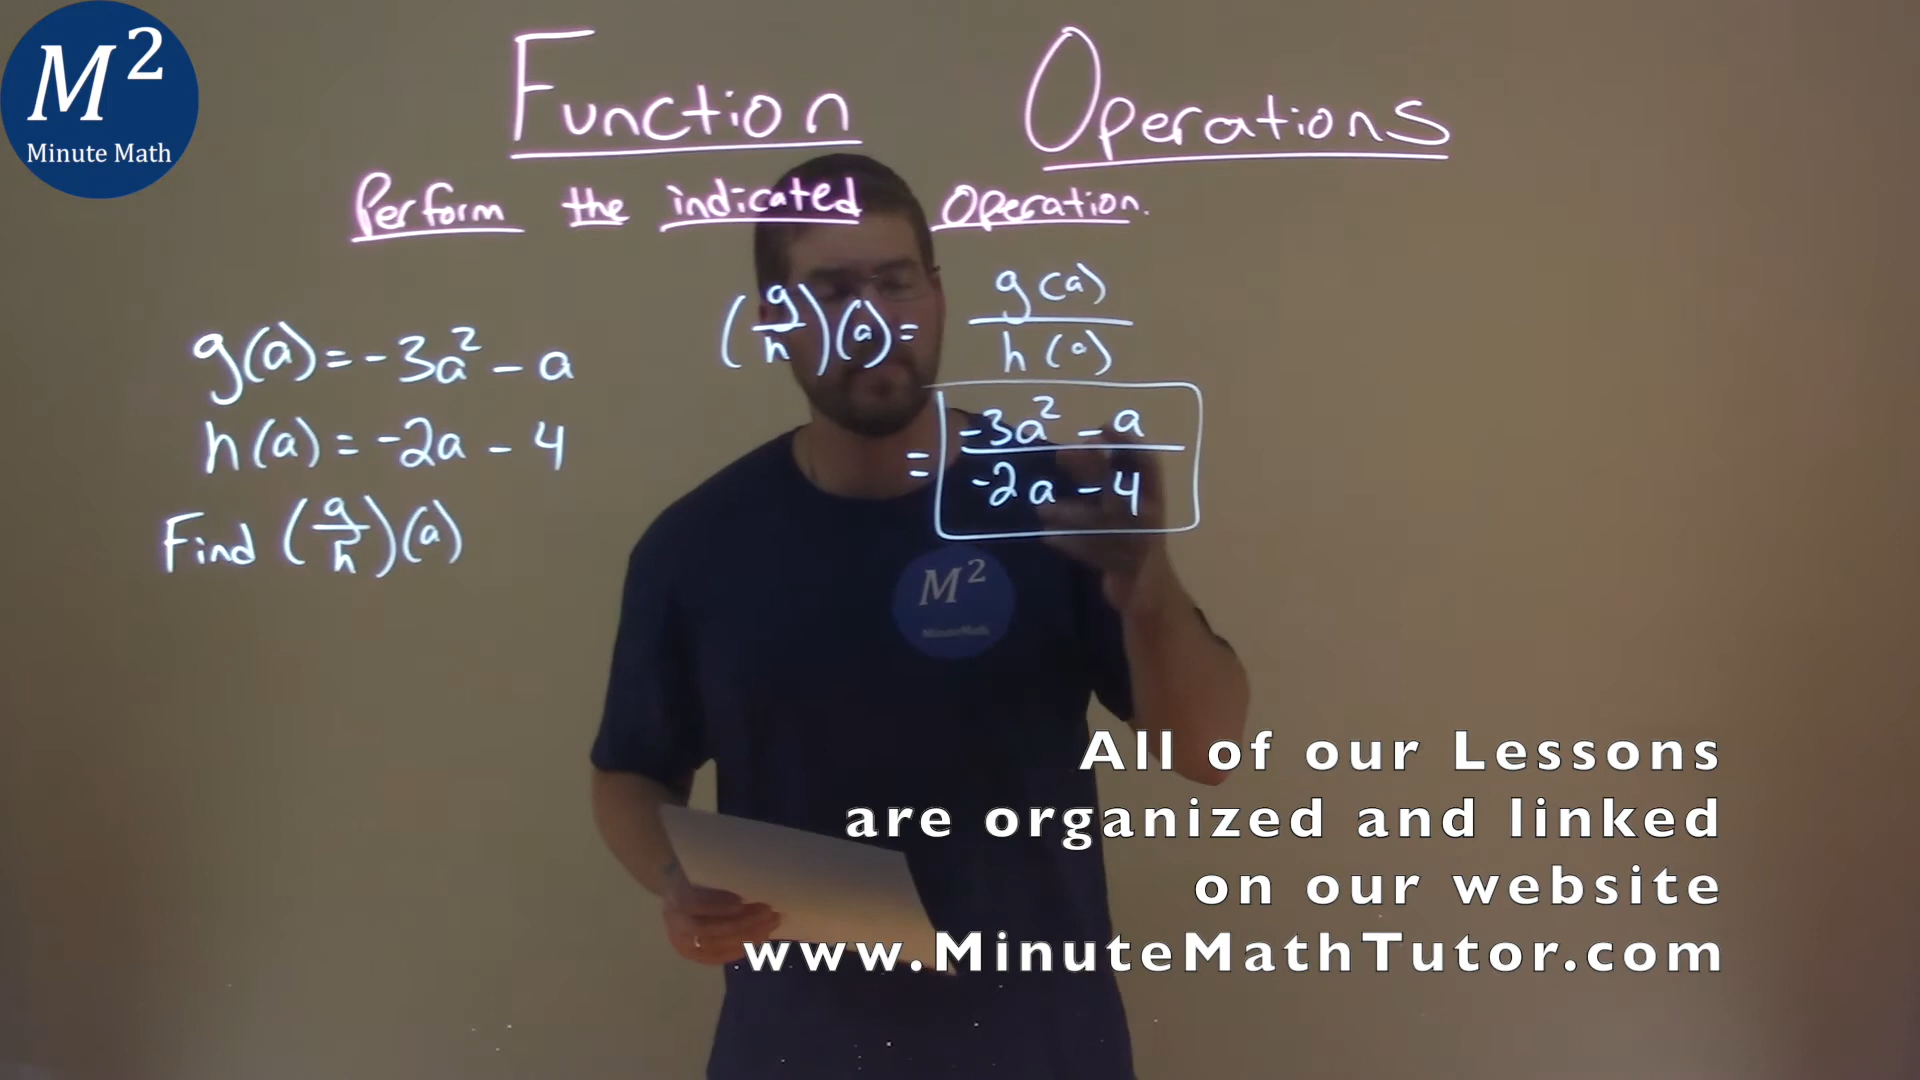 M²
Minute Math
Function Operations
Perform the indicated Operation.
g(a) = -3a² - a
h(a) = -2a - 4
Find (g/h)(a)
(g/h)(a) = g(a)/h(a)
= -3a² - a / -2a - 4
M²
MinuteMath
All of our Lessons
are organized and linked
on our website
www.MinuteMathTutor.com